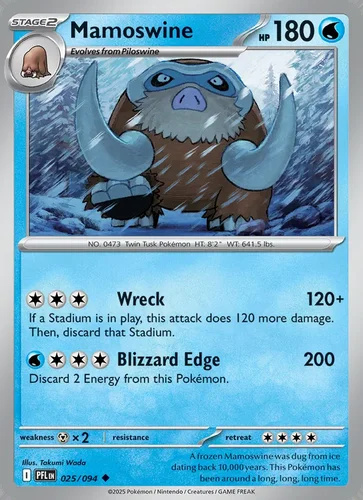 STAGE2 Mamoswine HP 180
Evolves from Piloswine
NO. 0473 Twin Tusk Pokémon HT: 8'2" WT: 641.5 lbs.
Wreck 120+
If a Stadium is in play, this attack does 120 more damage.
Then, discard that Stadium.
Blizzard Edge 200
Discard 2 Energy from this Pokémon.
weakness ×2 resistance retreat
Illus. Takumi Wada
I PFL EN 025/094
A frozen Mamoswine was dug from ice
dating back 10,000 years. This Pokémon has
been around a long, long, long time.
©2025 Pokémon / Nintendo / Creatures / GAME FREAK